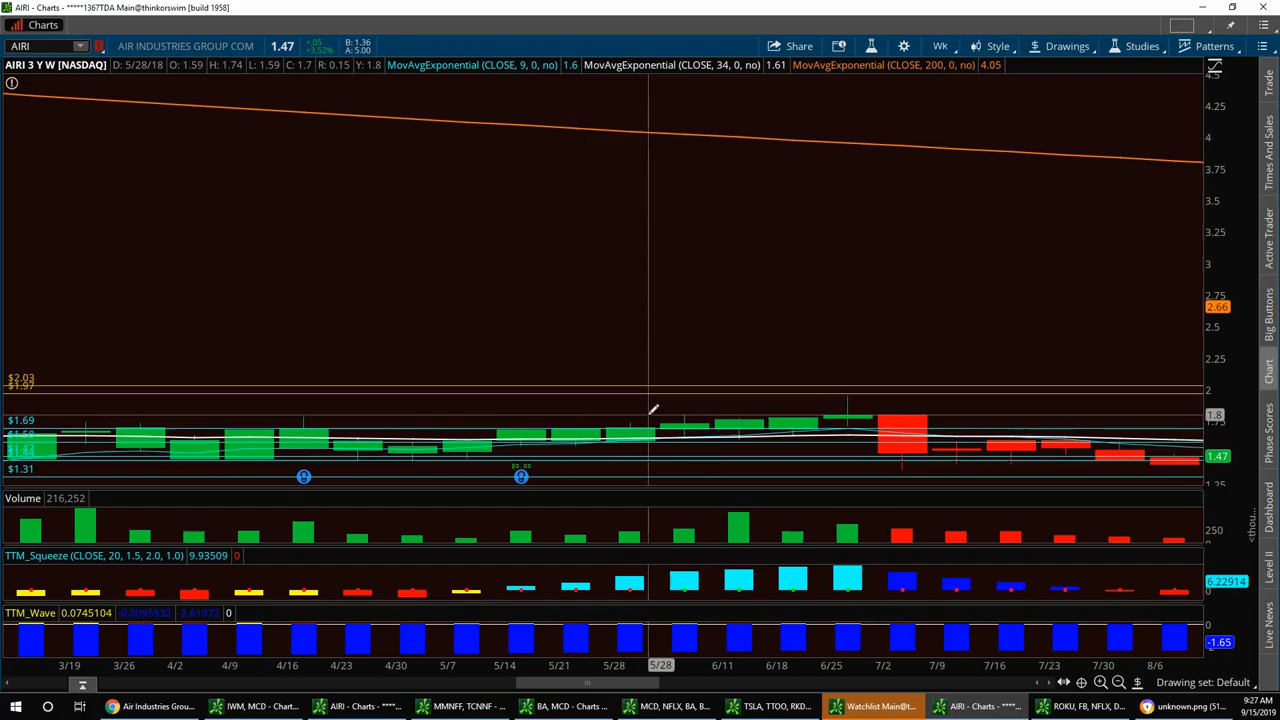 AIRI - Charts - *****1367TDA Main@thinkorswim [build 1958]
Charts
AIRI AIR INDUSTRIES GROUP COM 1.47 +.05 +3.52% B: 1.36 A: 5.00 Share Wk Style Drawings Studies Patterns
AIRI 3 Y W [NASDAQ] D: 5/28/18 O: 1.59 H: 1.74 L: 1.59 C: 1.7 R: 0.15 Y: 1.8 MovAvgExponential (CLOSE, 9, 0, no) 1.6 MovAvgExponential (CLOSE, 34, 0, no) 1.61 MovAvgExponential (CLOSE, 200, 0, no) 4.05
4.5
4.25
4
3.75
3.5
3.25
3
2.75
2.66
2.5
2.25
2
1.8
1.75
1.47
1.25
$2.03
$1.97
$1.69
$1.31
$0.05
Volume 216,252
250
0
<thou...
TTM_Squeeze (CLOSE, 20, 1.5, 2.0, 1.0) 9.93509 0
6.22914
0
TTM_Wave 0.0745104 -0.0095532 -2.61072 0
0
-1.65
3/19 3/26 4/2 4/9 4/16 4/23 4/30 5/7 5/14 5/21 5/28 5/28 6/11 6/18 6/25 7/2 7/9 7/16 7/23 7/30 8/6
Drawing set: Default
Trade
Times And Sales
Active Trader
Big Buttons
Chart
Phase Scores
Dashboard
Level II
Live News
Air Industries Grou... IWM, MCD - Chart... AIRI - Charts - ****... MMNFF, TCNNF - ... BA, MCD - Charts ... MCD, NFLX, BA, B... TSLA, TTOO, RKD... Watchlist Main@t... AIRI - Charts - ***... ROKU, FB, NFLX, D... unknown.png (51...
9:27 AM
9/15/2019